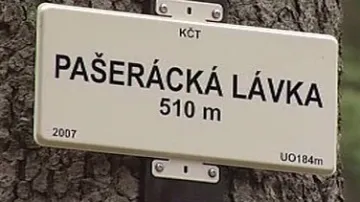 KČT
PAŠERÁCKÁ LÁVKA
510 m
2007 UO184m